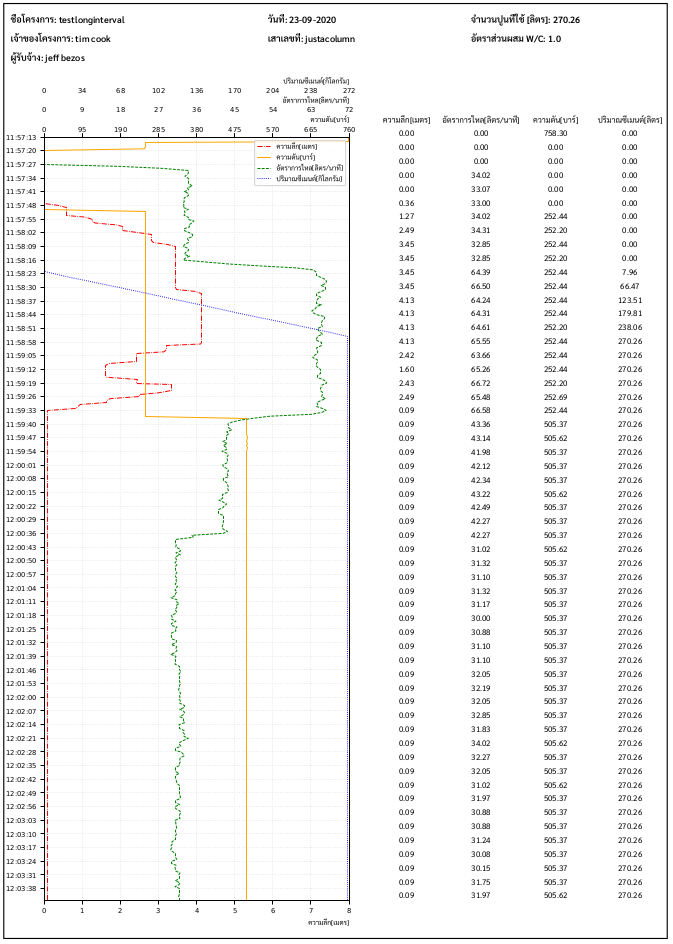 ชื่อโครงการ: testlonginterval วันที่: 23-09-2020 จำนวนปูนที่ใช้ [ลิตร]: 270.26
เจ้าของโครงการ: tim cook เสาเลขที่: justacolumn อัตราส่วนผสม W/C: 1.0
ผู้รับจ้าง: jeff bezos
ปริมาณซีเมนต์[กิโลกรัม]
0 34 68 102 136 170 204 238 272
อัตราการไหล[ลิตร/นาที]
0 9 18 27 36 45 54 63 72
ความดัน[บาร์]
0 95 190 285 380 475 570 665 760
ความลึก[เมตร]
ความดัน[บาร์]
อัตราการไหล[ลิตร/นาที]
ปริมาณซีเมนต์[กิโลกรัม]
11:57:13
11:57:20
11:57:27
11:57:34
11:57:41
11:57:48
11:57:55
11:58:02
11:58:09
11:58:16
11:58:23
11:58:30
11:58:37
11:58:44
11:58:51
11:58:58
11:59:05
11:59:12
11:59:19
11:59:26
11:59:33
11:59:40
11:59:47
11:59:54
12:00:01
12:00:08
12:00:15
12:00:22
12:00:29
12:00:36
12:00:43
12:00:50
12:00:57
12:01:04
12:01:11
12:01:18
12:01:25
12:01:32
12:01:39
12:01:46
12:01:53
12:02:00
12:02:07
12:02:14
12:02:21
12:02:28
12:02:35
12:02:42
12:02:49
12:02:56
12:03:03
12:03:10
12:03:17
12:03:24
12:03:31
12:03:38
0 1 2 3 4 5 6 7 8
ความลึก[เมตร]
ความลึก[เมตร] อัตราการไหล[ลิตร/นาที] ความดัน[บาร์] ปริมาณซีเมนต์[ลิตร]
0.00 0.00 758.30 0.00
0.00 0.00 0.00 0.00
0.00 0.00 0.00 0.00
0.00 34.02 0.00 0.00
0.00 33.07 0.00 0.00
0.36 33.00 0.00 0.00
1.27 34.02 252.44 0.00
2.49 34.31 252.20 0.00
3.45 32.85 252.44 0.00
3.45 32.85 252.20 0.00
3.45 64.39 252.44 7.96
3.45 66.50 252.44 66.47
4.13 64.24 252.44 123.51
4.13 64.31 252.44 179.81
4.13 64.61 252.20 238.06
4.13 65.55 252.44 270.26
2.42 63.66 252.44 270.26
1.60 65.26 252.44 270.26
2.43 66.72 252.20 270.26
2.49 65.48 252.69 270.26
0.09 66.58 252.44 270.26
0.09 43.36 505.37 270.26
0.09 43.14 505.62 270.26
0.09 41.98 505.37 270.26
0.09 42.12 505.37 270.26
0.09 42.34 505.37 270.26
0.09 43.22 505.62 270.26
0.09 42.49 505.37 270.26
0.09 42.27 505.37 270.26
0.09 42.27 505.37 270.26
0.09 31.02 505.62 270.26
0.09 31.32 505.37 270.26
0.09 31.10 505.37 270.26
0.09 31.32 505.37 270.26
0.09 31.17 505.37 270.26
0.09 30.00 505.37 270.26
0.09 30.88 505.37 270.26
0.09 31.10 505.37 270.26
0.09 31.10 505.37 270.26
0.09 32.05 505.37 270.26
0.09 32.19 505.37 270.26
0.09 32.05 505.37 270.26
0.09 32.85 505.37 270.26
0.09 31.83 505.37 270.26
0.09 34.02 505.62 270.26
0.09 32.27 505.37 270.26
0.09 32.05 505.37 270.26
0.09 31.02 505.62 270.26
0.09 31.97 505.37 270.26
0.09 30.88 505.37 270.26
0.09 30.88 505.37 270.26
0.09 31.24 505.37 270.26
0.09 30.08 505.37 270.26
0.09 30.15 505.37 270.26
0.09 31.75 505.37 270.26
0.09 31.97 505.62 270.26